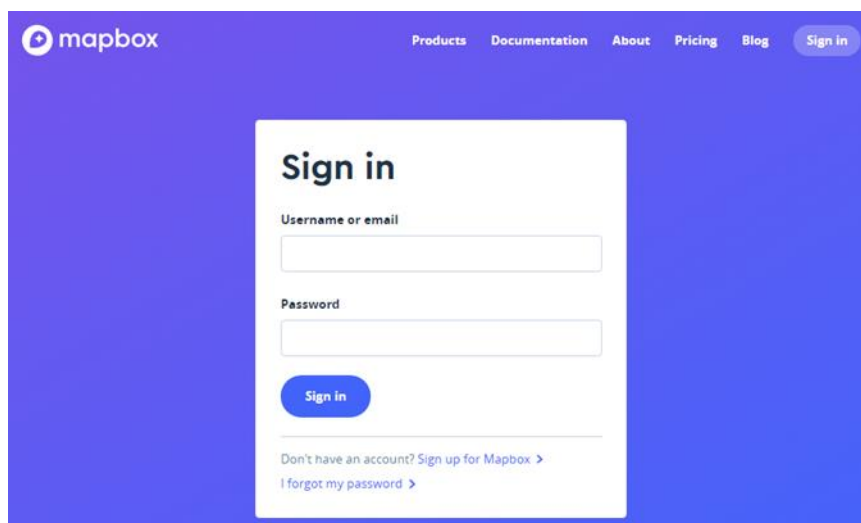 mapbox
Products Documentation About Pricing Blog Sign in
Sign in
Username or email
Password
Sign in
Don't have an account? Sign up for Mapbox >
I forgot my password >